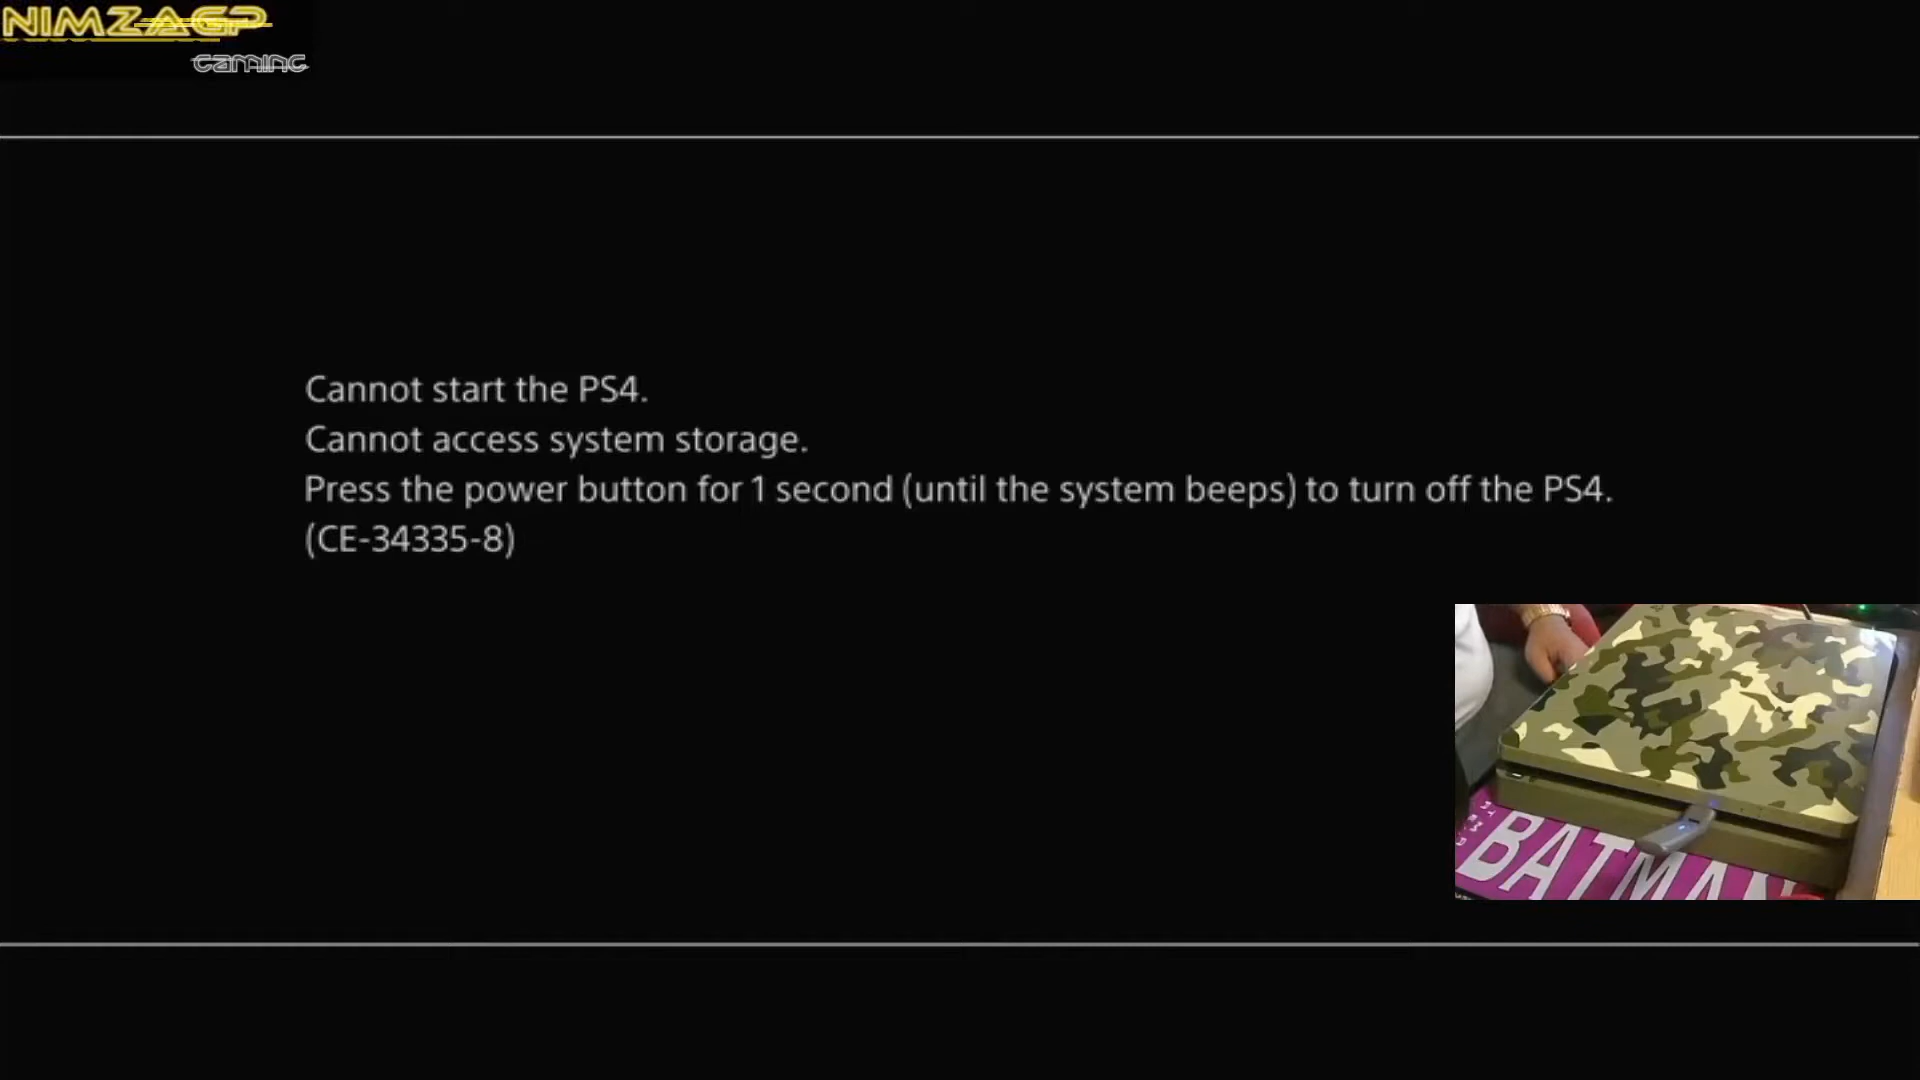 NIMZAGP
GAMING
Cannot start the PS4.
Cannot access system storage.
Press the power button for 1 second (until the system beeps) to turn off the PS4.
(CE-34335-8)
BATMAN